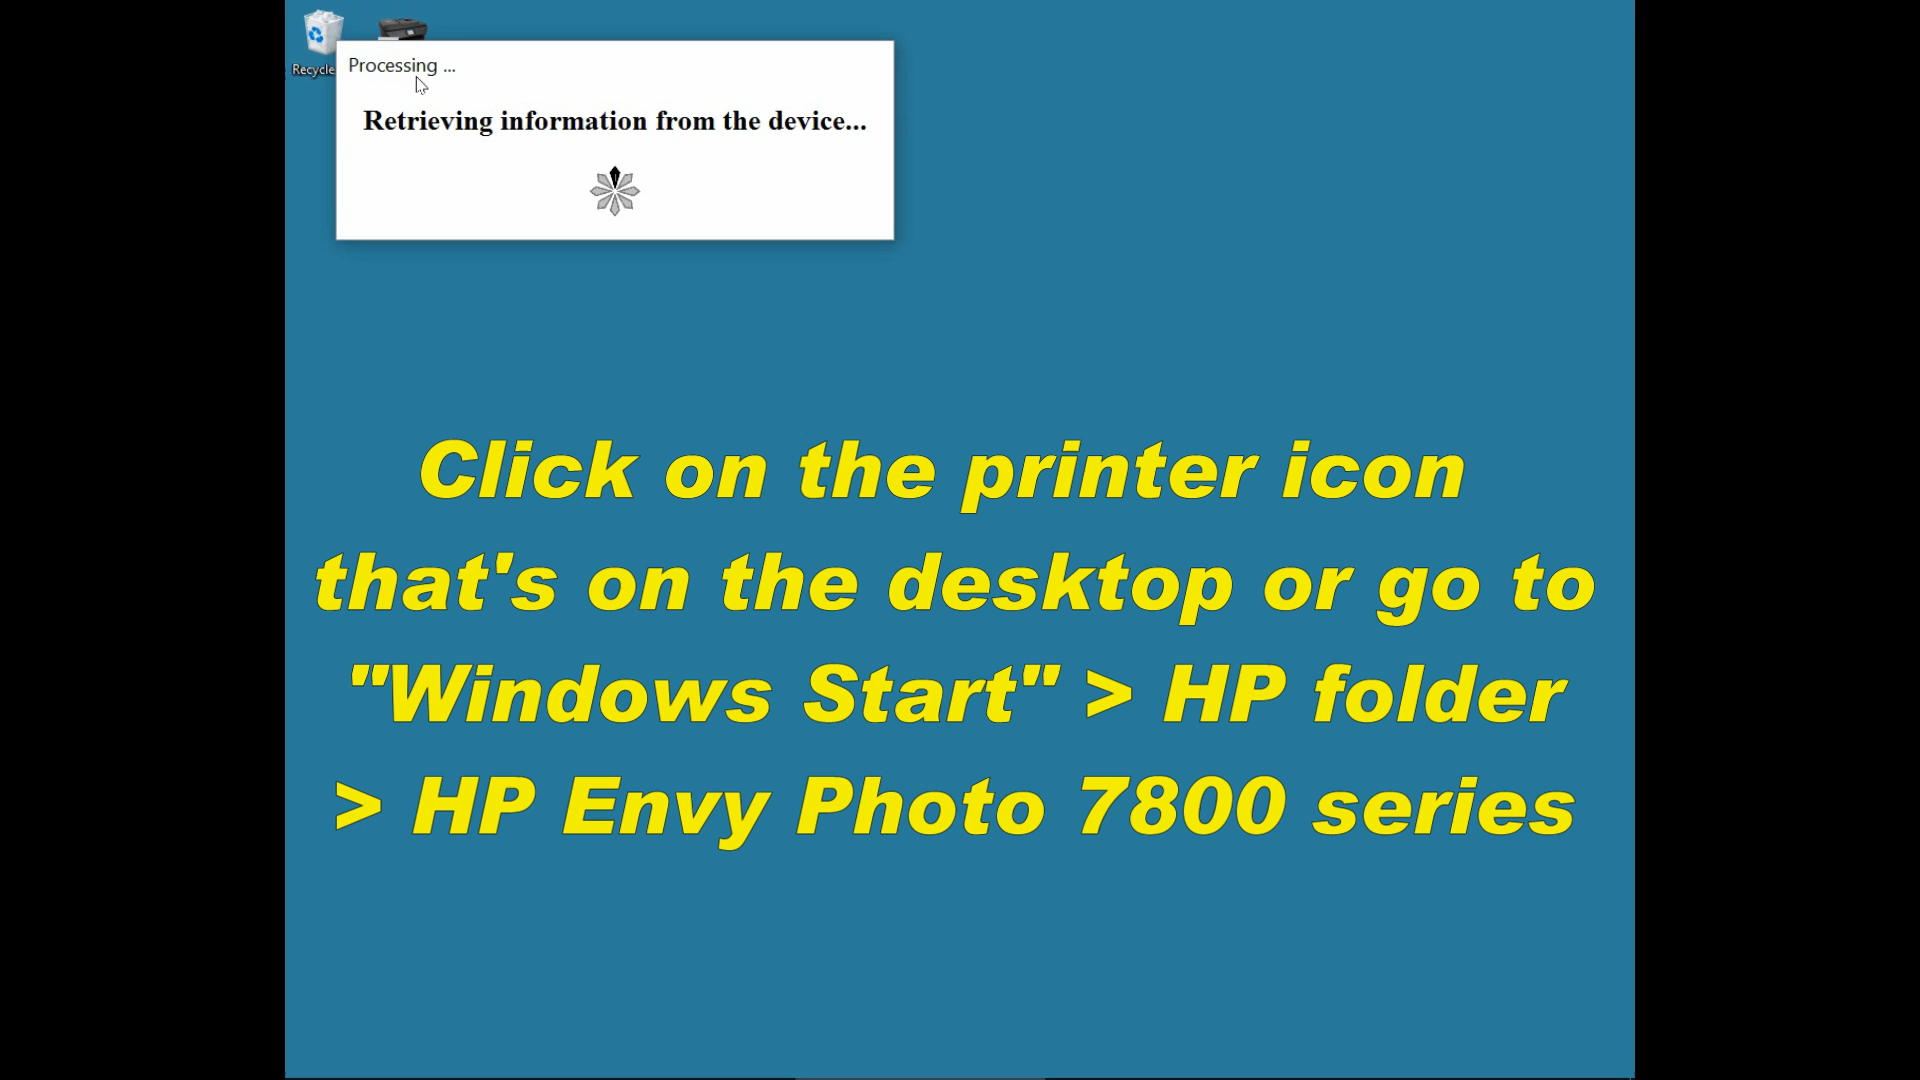 Recycle
Processing ...
Retrieving information from the device...
Click on the printer icon
that's on the desktop or go to
"Windows Start" > HP folder
> HP Envy Photo 7800 series